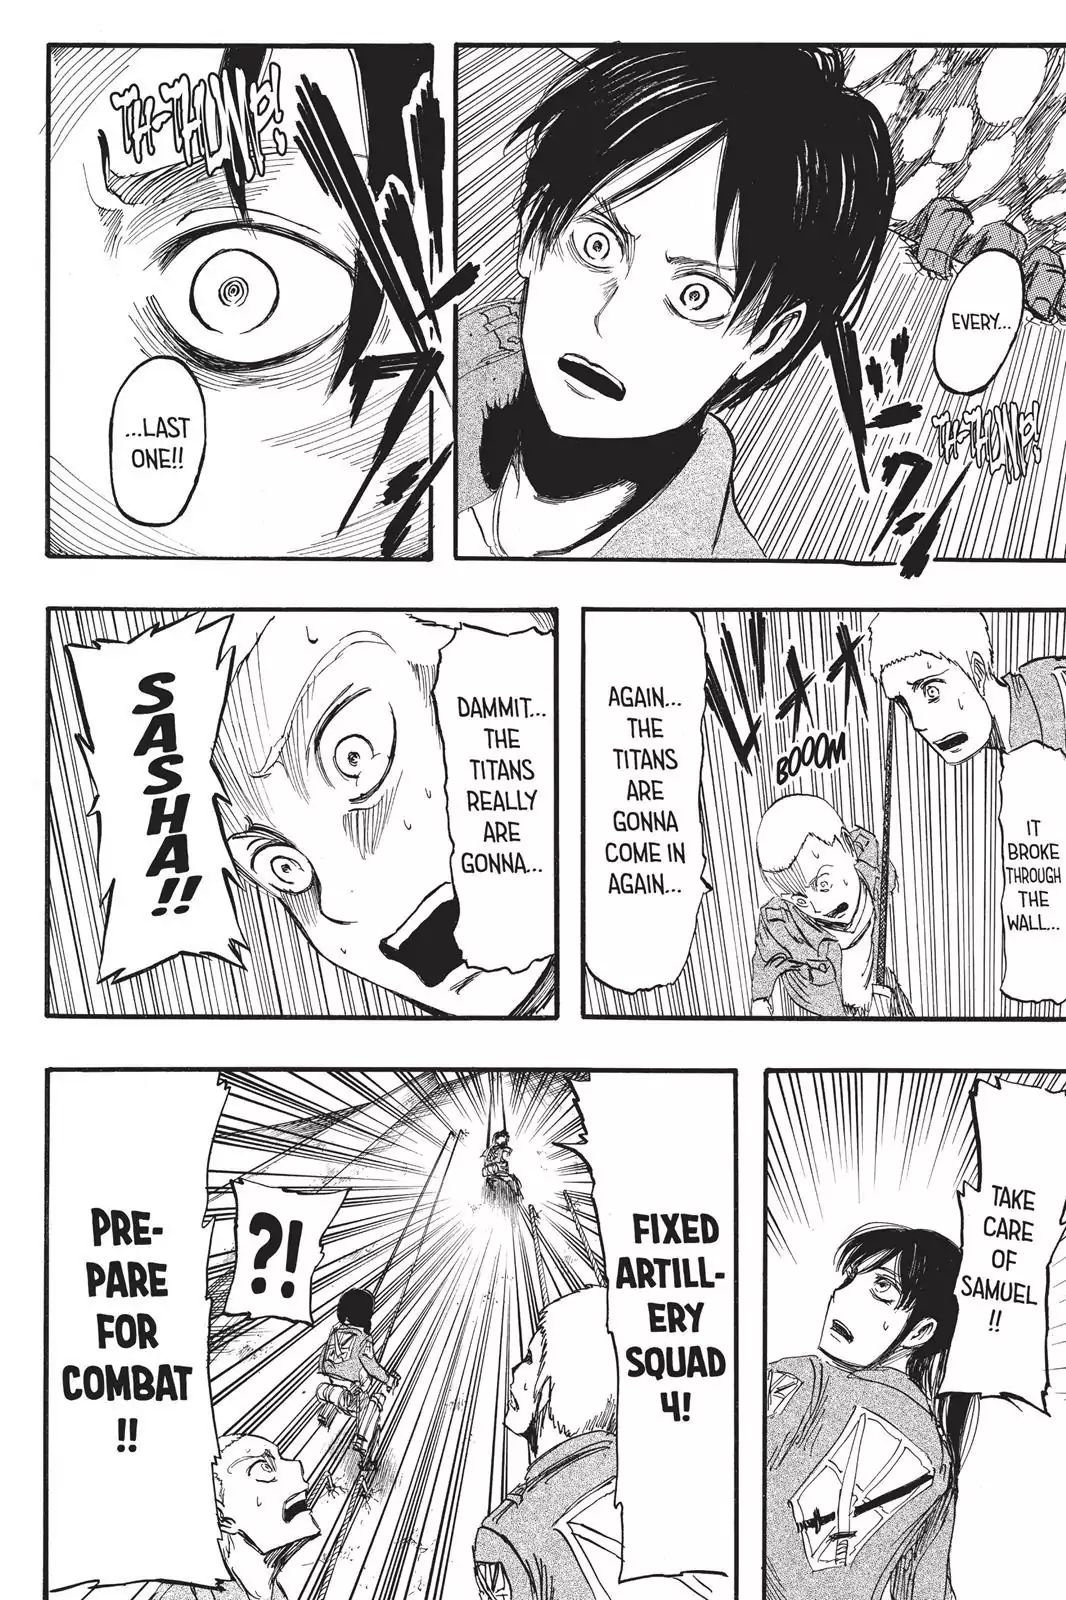 EVERY...
TH-THUMP!
TH-THUMP!
...LAST
ONE!!
IT
BROKE
THROUGH
THE
WALL...
BOOOM
AGAIN...
THE
TITANS
ARE
GONNA
COME IN
AGAIN...
DAMMIT...
THE
TITANS
REALLY
ARE
GONNA...
SASHA!!
TAKE
CARE
OF
SAMUEL
!!
FIXED
ARTILL-
ERY
SQUAD
4!
?!
PRE-
PARE
FOR
COMBAT
!!